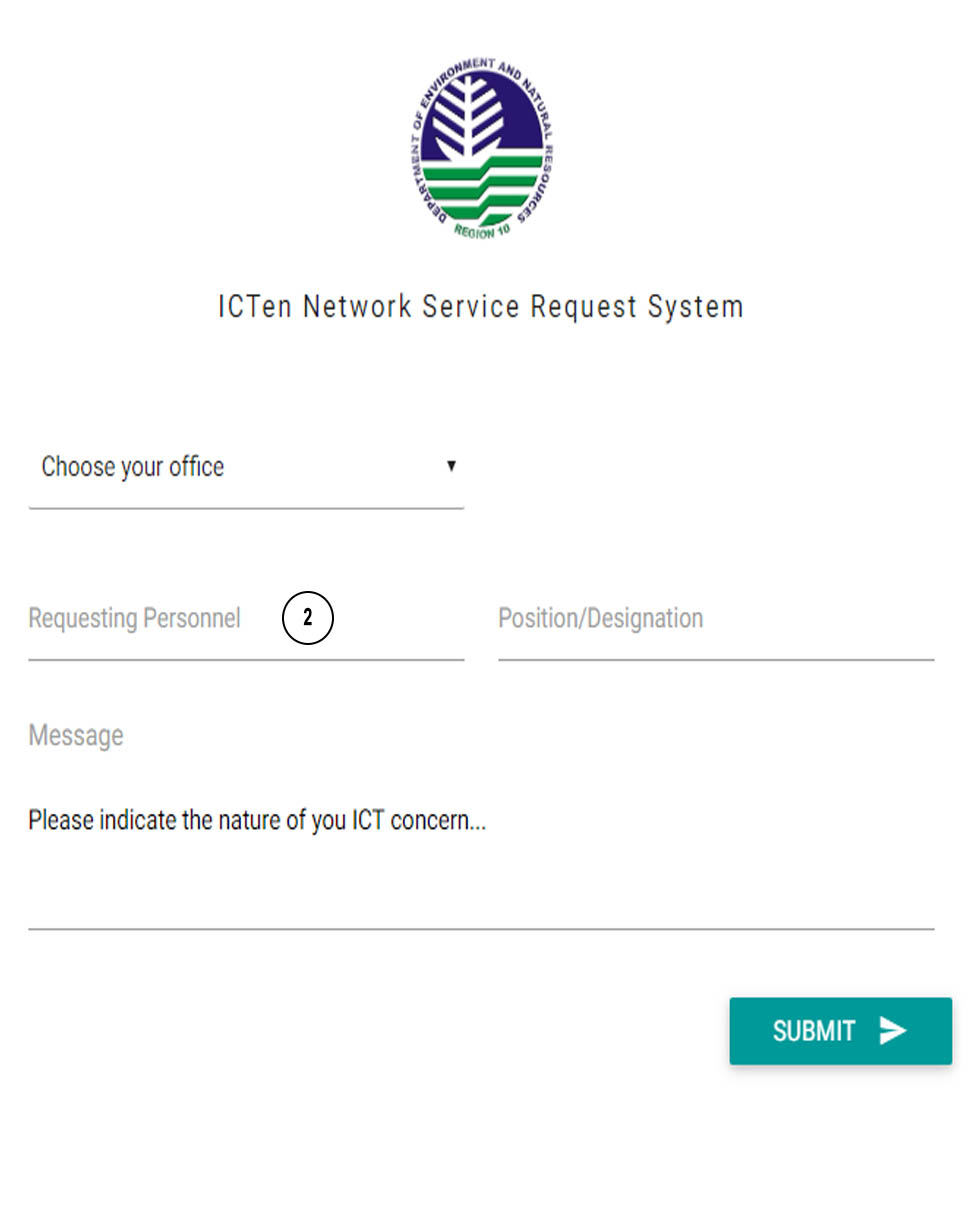 DEPARTMENT OF ENVIRONMENT AND NATURAL RESOURCES
REGION 10
ICTen Network Service Request System
Choose your office
Requesting Personnel 2 Position/Designation
Message
Please indicate the nature of you ICT concern...
SUBMIT